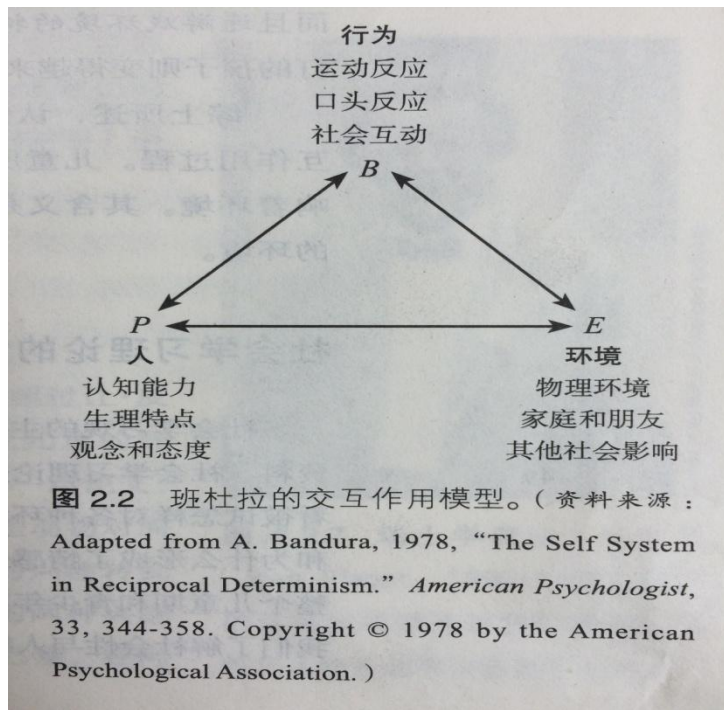 行为
运动反应
口头反应
社会互动
B
P
E
人
环境
认知能力
物理环境
生理特点
家庭和朋友
观念和态度
其他社会影响
图 2.2 班杜拉的交互作用模型。（资料来源：
Adapted from A. Bandura, 1978, “The Self System
in Reciprocal Determinism.” American Psychologist,
33, 344-358. Copyright © 1978 by the American
Psychological Association.）